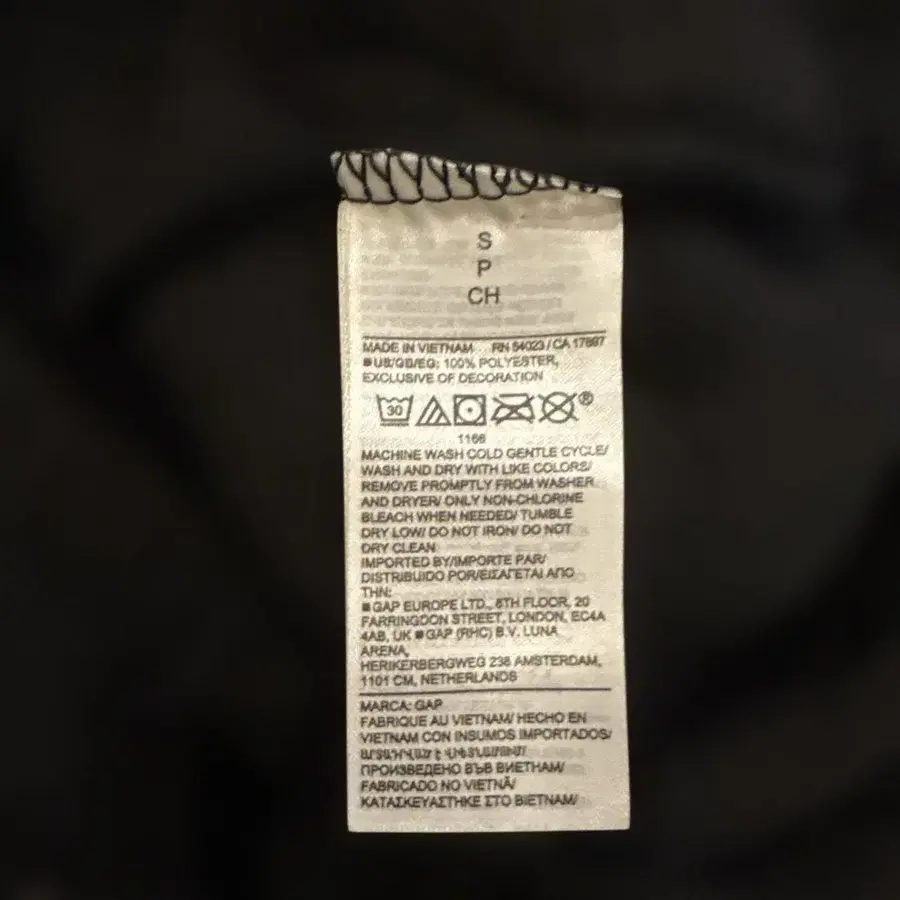 S
P
CH
MADE IN VIETNAM RN 54023 / CA 17897
US/GB/EG: 100% POLYESTER,
EXCLUSIVE OF DECORATION
30
®
1166
MACHINE WASH COLD GENTLE CYCLE/
WASH AND DRY WITH LIKE COLORS/
REMOVE PROMPTLY FROM WASHER
AND DRYER/ ONLY NON-CHLORINE
BLEACH WHEN NEEDED/ TUMBLE
DRY LOW/ DO NOT IRON/ DO NOT
DRY CLEAN
IMPORTED BY/IMPORTE PAR/
DISTRIBUIDO POR/ΕΙΣΑΓΕΤΑΙ ΑΠΟ
ΤΗΝ:
■GAP EUROPE LTD., 8TH FLOOR, 20
FARRINGDON STREET, LONDON, EC4A
4AB, UK ■GAP (RHC) B.V. LUNA
ARENA,
HERIKERBERGWEG 238 AMSTERDAM,
1101 CM, NETHERLANDS
MARCA: GAP
FABRIQUE AU VIETNAM/ HECHO EN
VIETNAM CON INSUMOS IMPORTADOS/
ПРОИЗВЕДЕНО ВЪВ ВИЕТНАМ/
FABRICADO NO VIETNÃ/
ΚΑΤΑΣΚΕΥΑΣΤΗΚΕ ΣΤΟ ΒΙΕΤΝΑΜ/